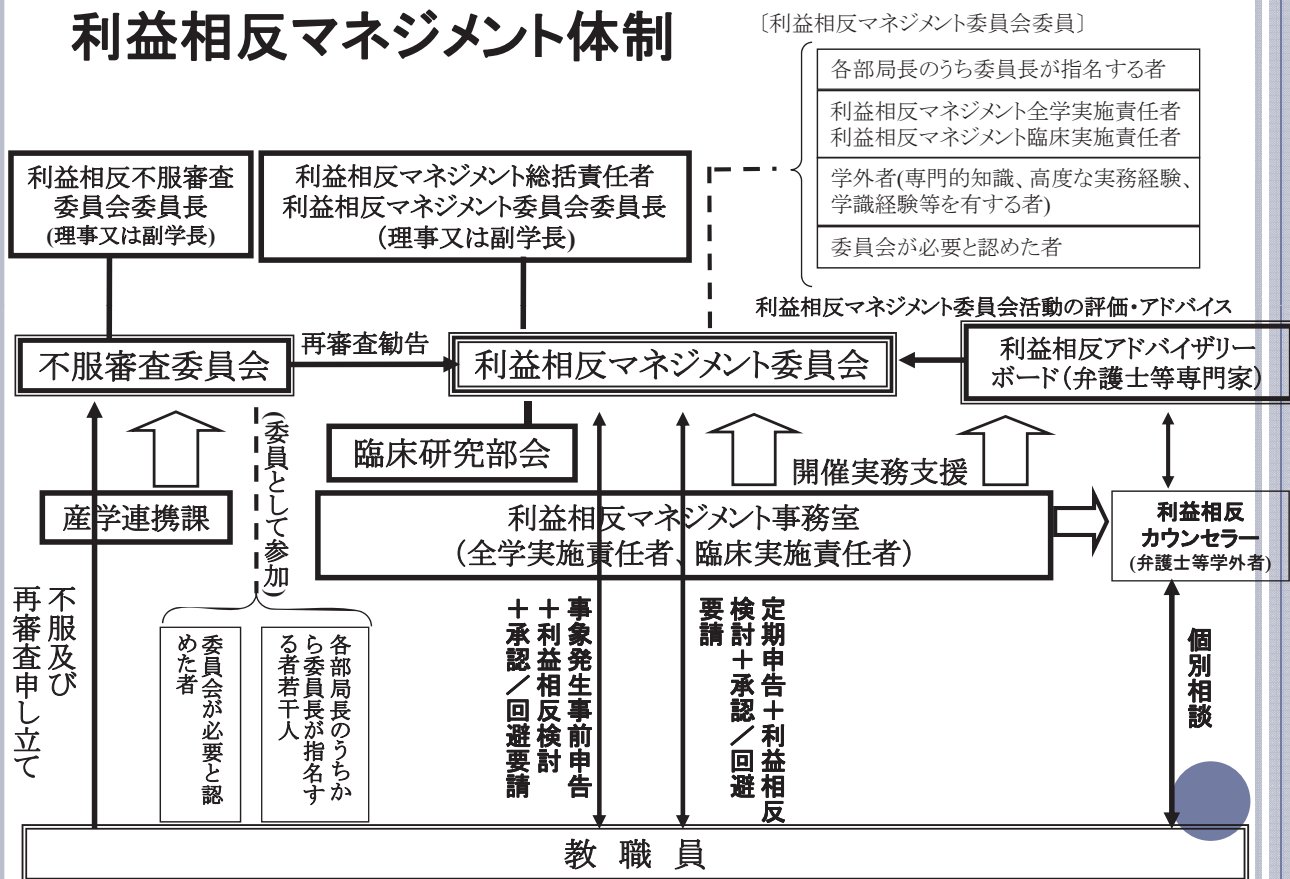 利益相反マネジメント体制
〔利益相反マネジメント委員会委員〕
各部局長のうち委員長が指名する者
利益相反マネジメント全学実施責任者
利益相反マネジメント臨床実施責任者
学外者(専門的知識、高度な実務経験、
学識経験等を有する者)
委員会が必要と認めた者
利益相反不服審査
委員会委員長
(理事又は副学長)
利益相反マネジメント総括責任者
利益相反マネジメント委員会委員長
(理事又は副学長)
利益相反マネジメント委員会活動の評価・アドバイス
不服審査委員会
再審査勧告
利益相反マネジメント委員会
利益相反アドバイザリー
ボード(弁護士等専門家)
(委員として参加)
臨床研究部会
開催実務支援
産学連携課
利益相反マネジメント事務室
(全学実施責任者、臨床実施責任者)
利益相反
カウンセラー
(弁護士等学外者)
不服及び
再審査申し立て
各部局長のうちか
ら委員長が指名す
る者若干人
委員会が必要と認
めた者
事象発生事前申告
＋利益相反検討
＋承認／回避要請
定期申告＋利益相反
検討＋承認／回避
要請
個別相談
教 職 員